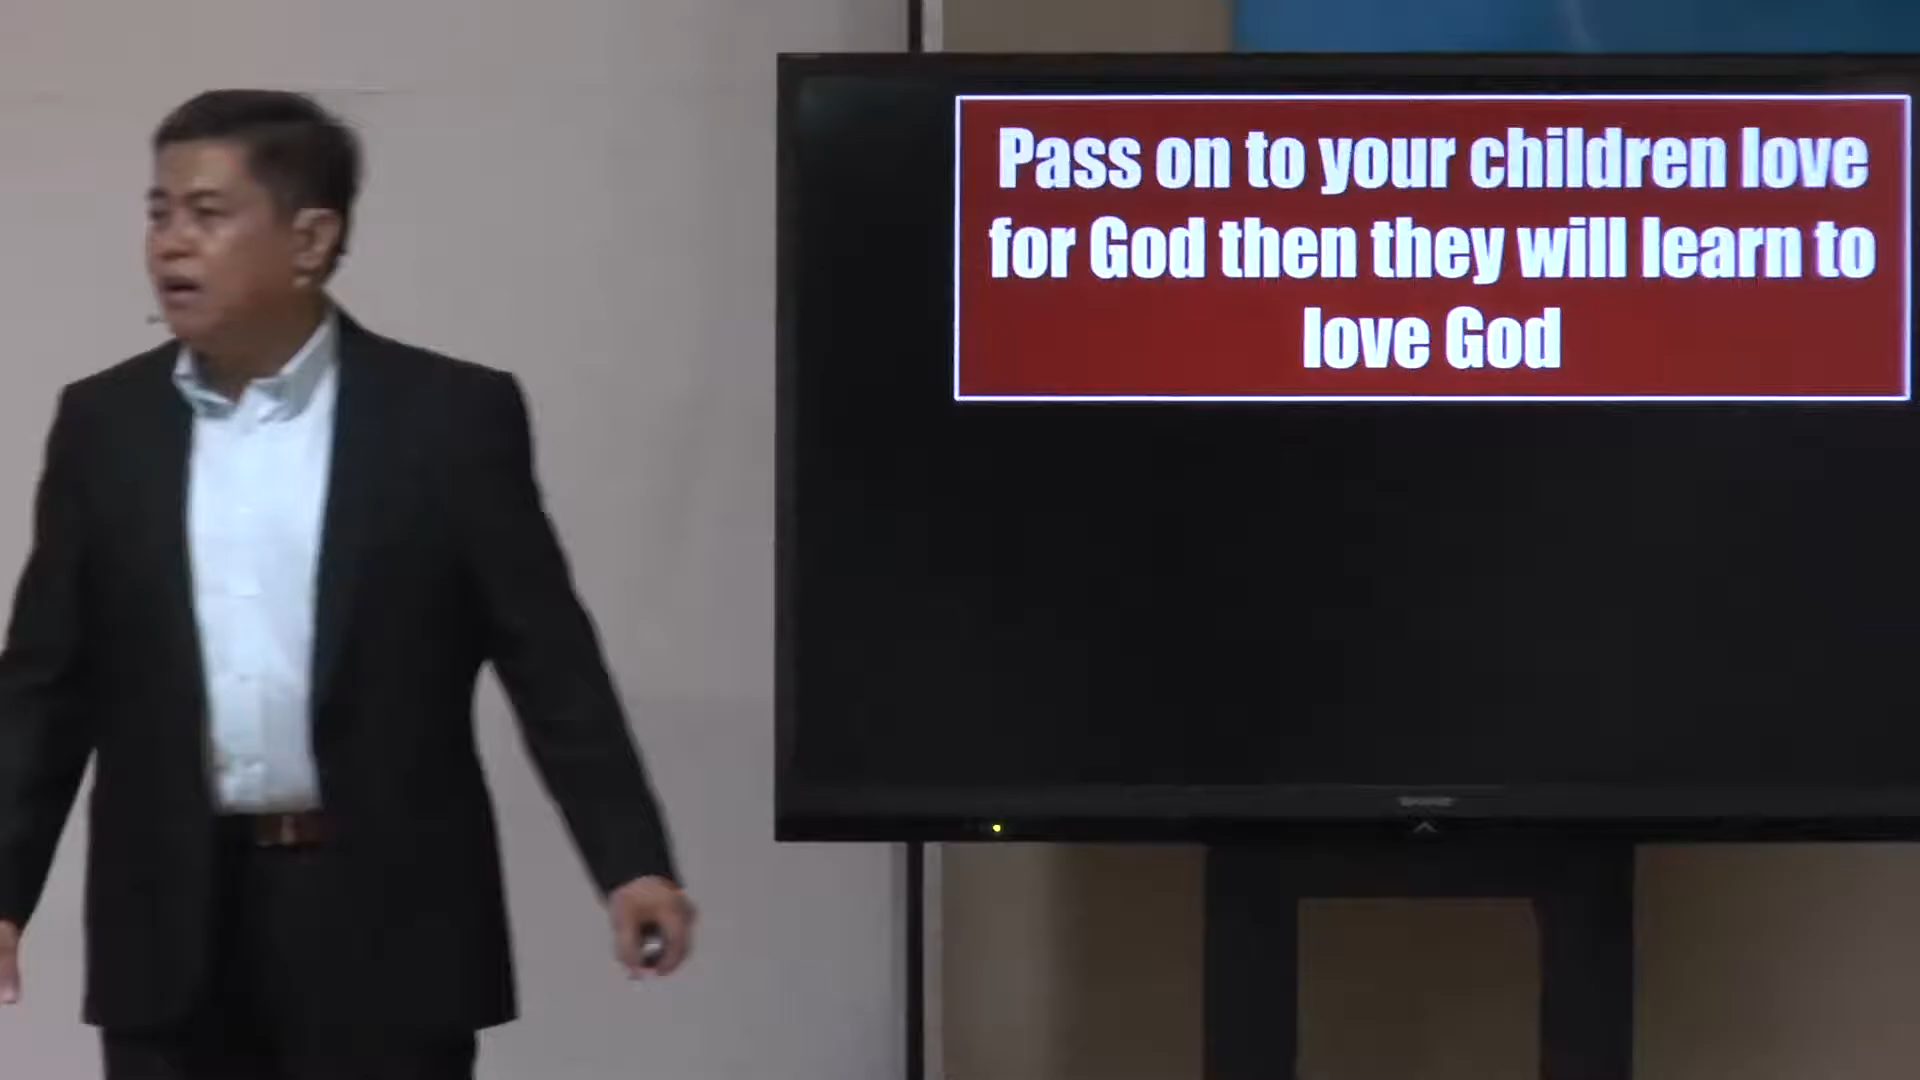 Pass on to your children love
for God then they will learn to
love God